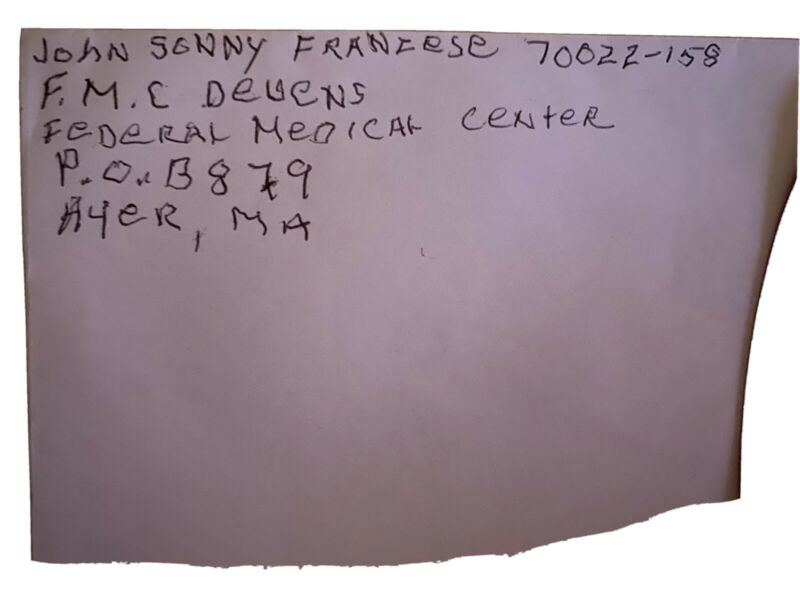 JOHN SONNY FRANZESE 70022-158
F.M.C DEVENS
FEDERAL MEDICAL CENTER
P.O.B 879
AYER, MA